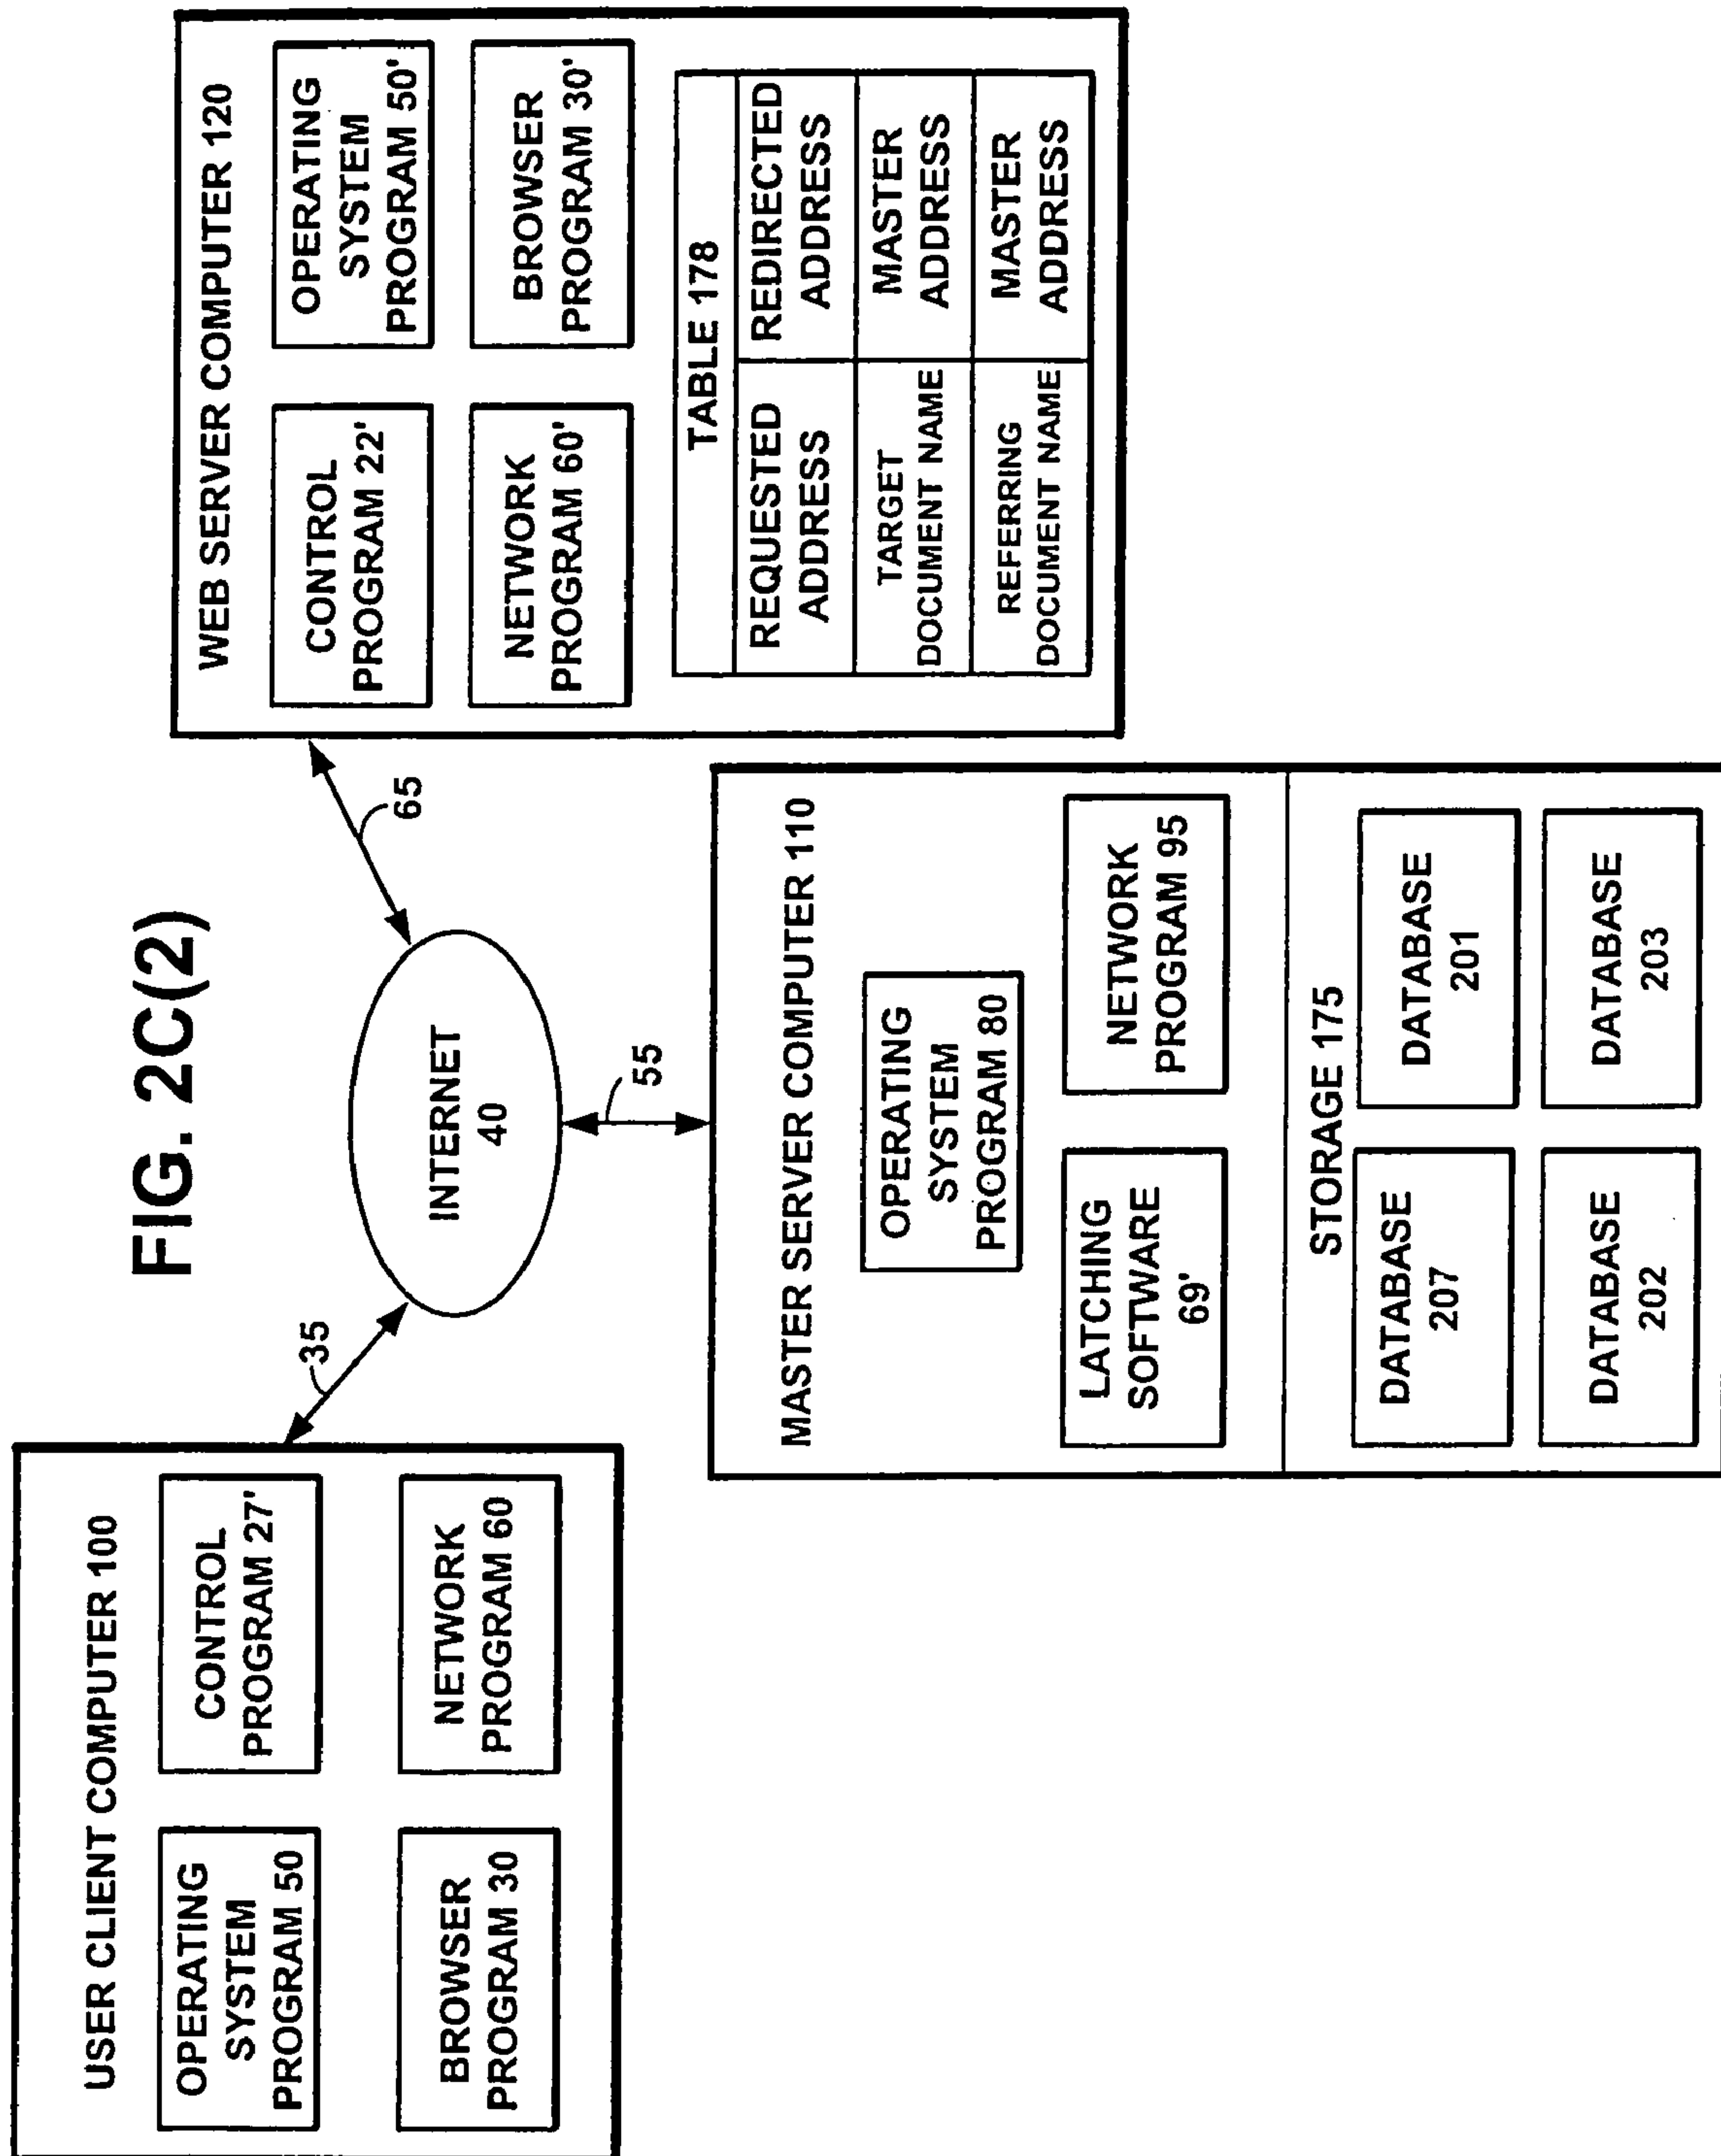 FIG. 2C(2)
USER CLIENT COMPUTER 100
OPERATING
SYSTEM
PROGRAM 50
CONTROL
PROGRAM 27'
BROWSER
PROGRAM 30
NETWORK
PROGRAM 60
35
INTERNET
40
65
55
WEB SERVER COMPUTER 120
CONTROL
PROGRAM 22'
OPERATING
SYSTEM
PROGRAM 50'
NETWORK
PROGRAM 60'
BROWSER
PROGRAM 30'
TABLE 178
REQUESTED
ADDRESS
REDIRECTED
ADDRESS
TARGET
DOCUMENT NAME
MASTER
ADDRESS
REFERRING
DOCUMENT NAME
MASTER
ADDRESS
MASTER SERVER COMPUTER 110
OPERATING
SYSTEM
PROGRAM 80
LATCHING
SOFTWARE
69'
NETWORK
PROGRAM 95
STORAGE 175
DATABASE
207
DATABASE
201
DATABASE
202
DATABASE
203